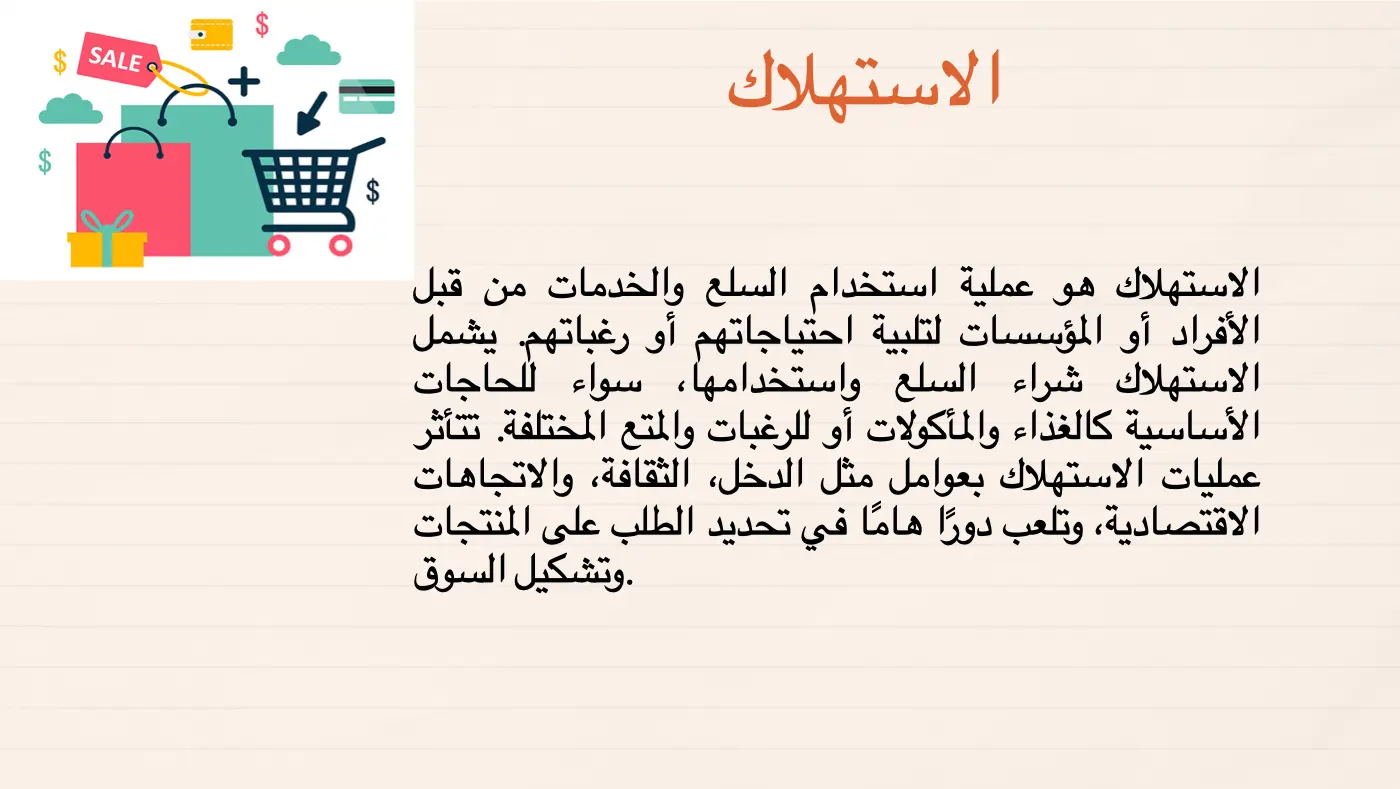 SALE
الاستهلاك
الاستهلاك هو عملية استخدام السلع والخدمات من قبل
الأفراد أو المؤسسات لتلبية احتياجاتهم أو رغباتهم. يشمل
الاستهلاك شراء السلع واستخدامها، سواء للحاجات
الأساسية كالغذاء والمأكولات أو للرغبات والمتع المختلفة. تتأثر
عمليات الاستهلاك بعوامل مثل الدخل، الثقافة، والاتجاهات
الاقتصادية، وتلعب دورًا هامًا في تحديد الطلب على المنتجات
.وتشكيل السوق